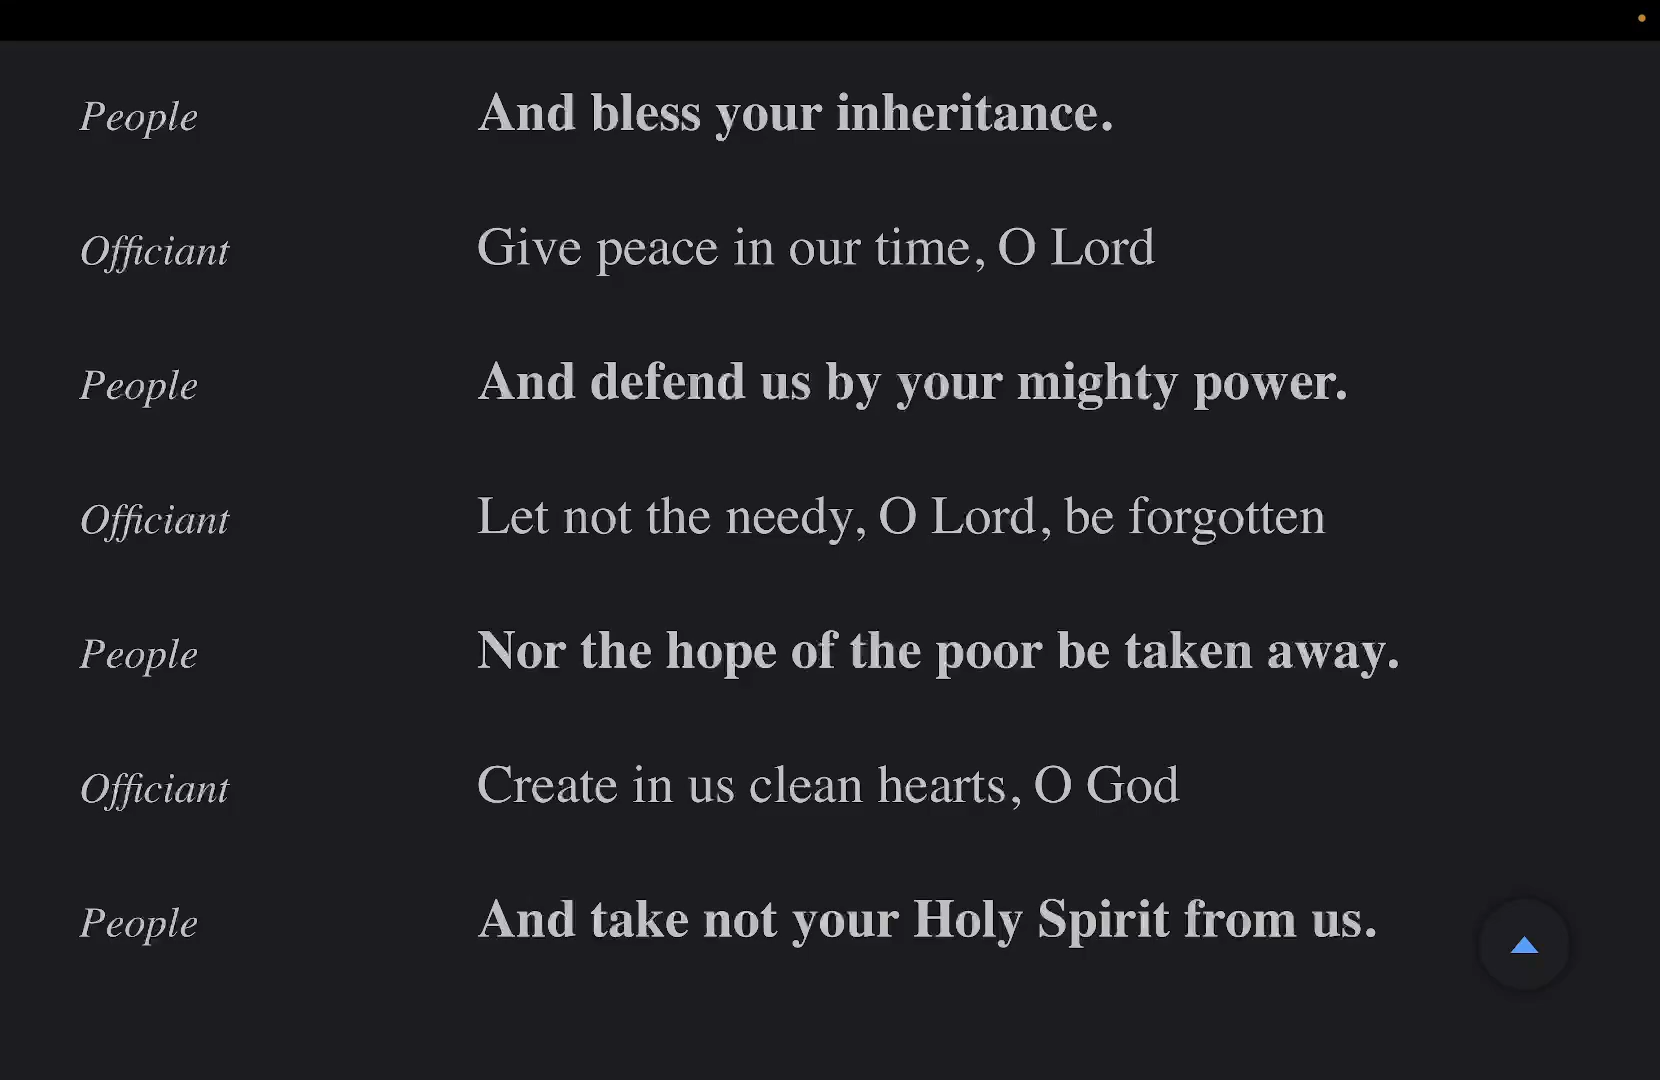 People And bless your inheritance.
Officiant Give peace in our time, O Lord
People And defend us by your mighty power.
Officiant Let not the needy, O Lord, be forgotten
People Nor the hope of the poor be taken away.
Officiant Create in us clean hearts, O God
People And take not your Holy Spirit from us.